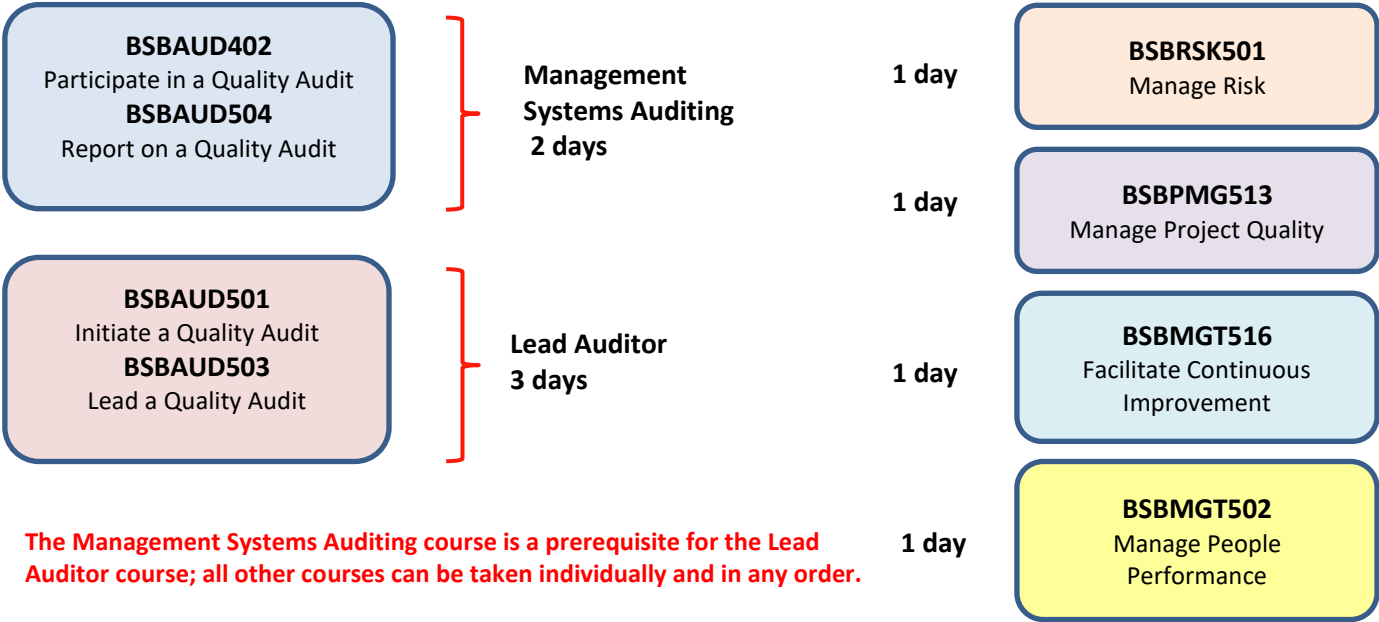 BSBAUD402
Participate in a Quality Audit
BSBAUD504
Report on a Quality Audit
Management
Systems Auditing
2 days
BSBAUD501
Initiate a Quality Audit
BSBAUD503
Lead a Quality Audit
Lead Auditor
3 days
1 day
BSBRSK501
Manage Risk
1 day
BSBPMG513
Manage Project Quality
1 day
BSBMGT516
Facilitate Continuous
Improvement
1 day
BSBMGT502
Manage People
Performance
The Management Systems Auditing course is a prerequisite for the Lead
Auditor course; all other courses can be taken individually and in any order.